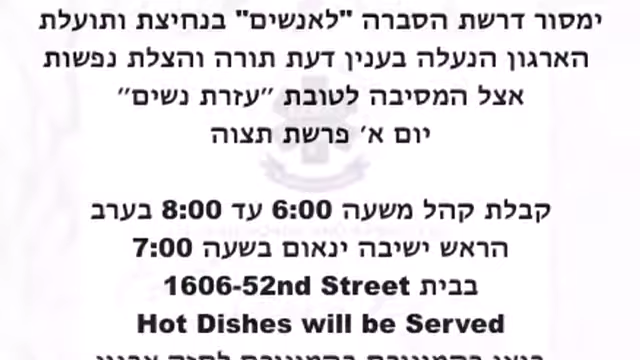 ימסור דרשת הסברה "לאנשים" בנחיצת ותועלת
הארגון הנעלה בענין דעת תורה והצלת נפשות
אצל המסיבה לטובת ״עזרת נשים״
יום א׳ פרשת תצוה
קבלת קהל משעה 6:00 עד 8:00 בערב
הראש ישיבה ינאום בשעה 7:00
בבית 1606-52nd Street
Hot Dishes will be Served